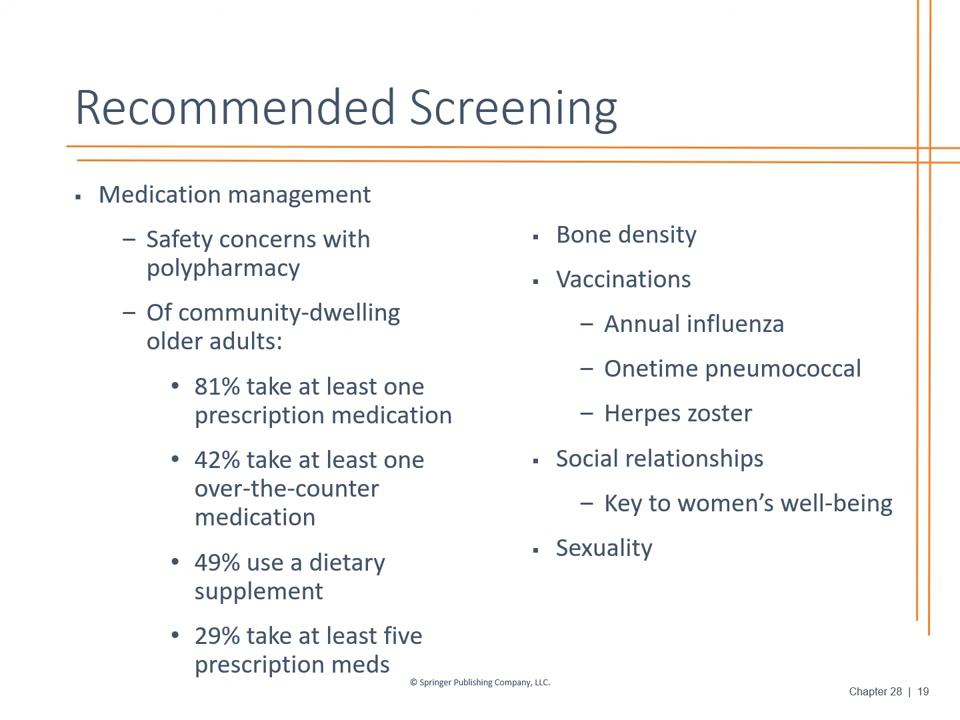 Recommended Screening
▪ Medication management
– Safety concerns with
polypharmacy
– Of community-dwelling
older adults:
• 81% take at least one
prescription medication
• 42% take at least one
over-the-counter
medication
• 49% use a dietary
supplement
• 29% take at least five
prescription meds
▪ Bone density
▪ Vaccinations
– Annual influenza
– Onetime pneumococcal
– Herpes zoster
▪ Social relationships
– Key to women’s well-being
▪ Sexuality
© Springer Publishing Company, LLC.
Chapter 28 | 19